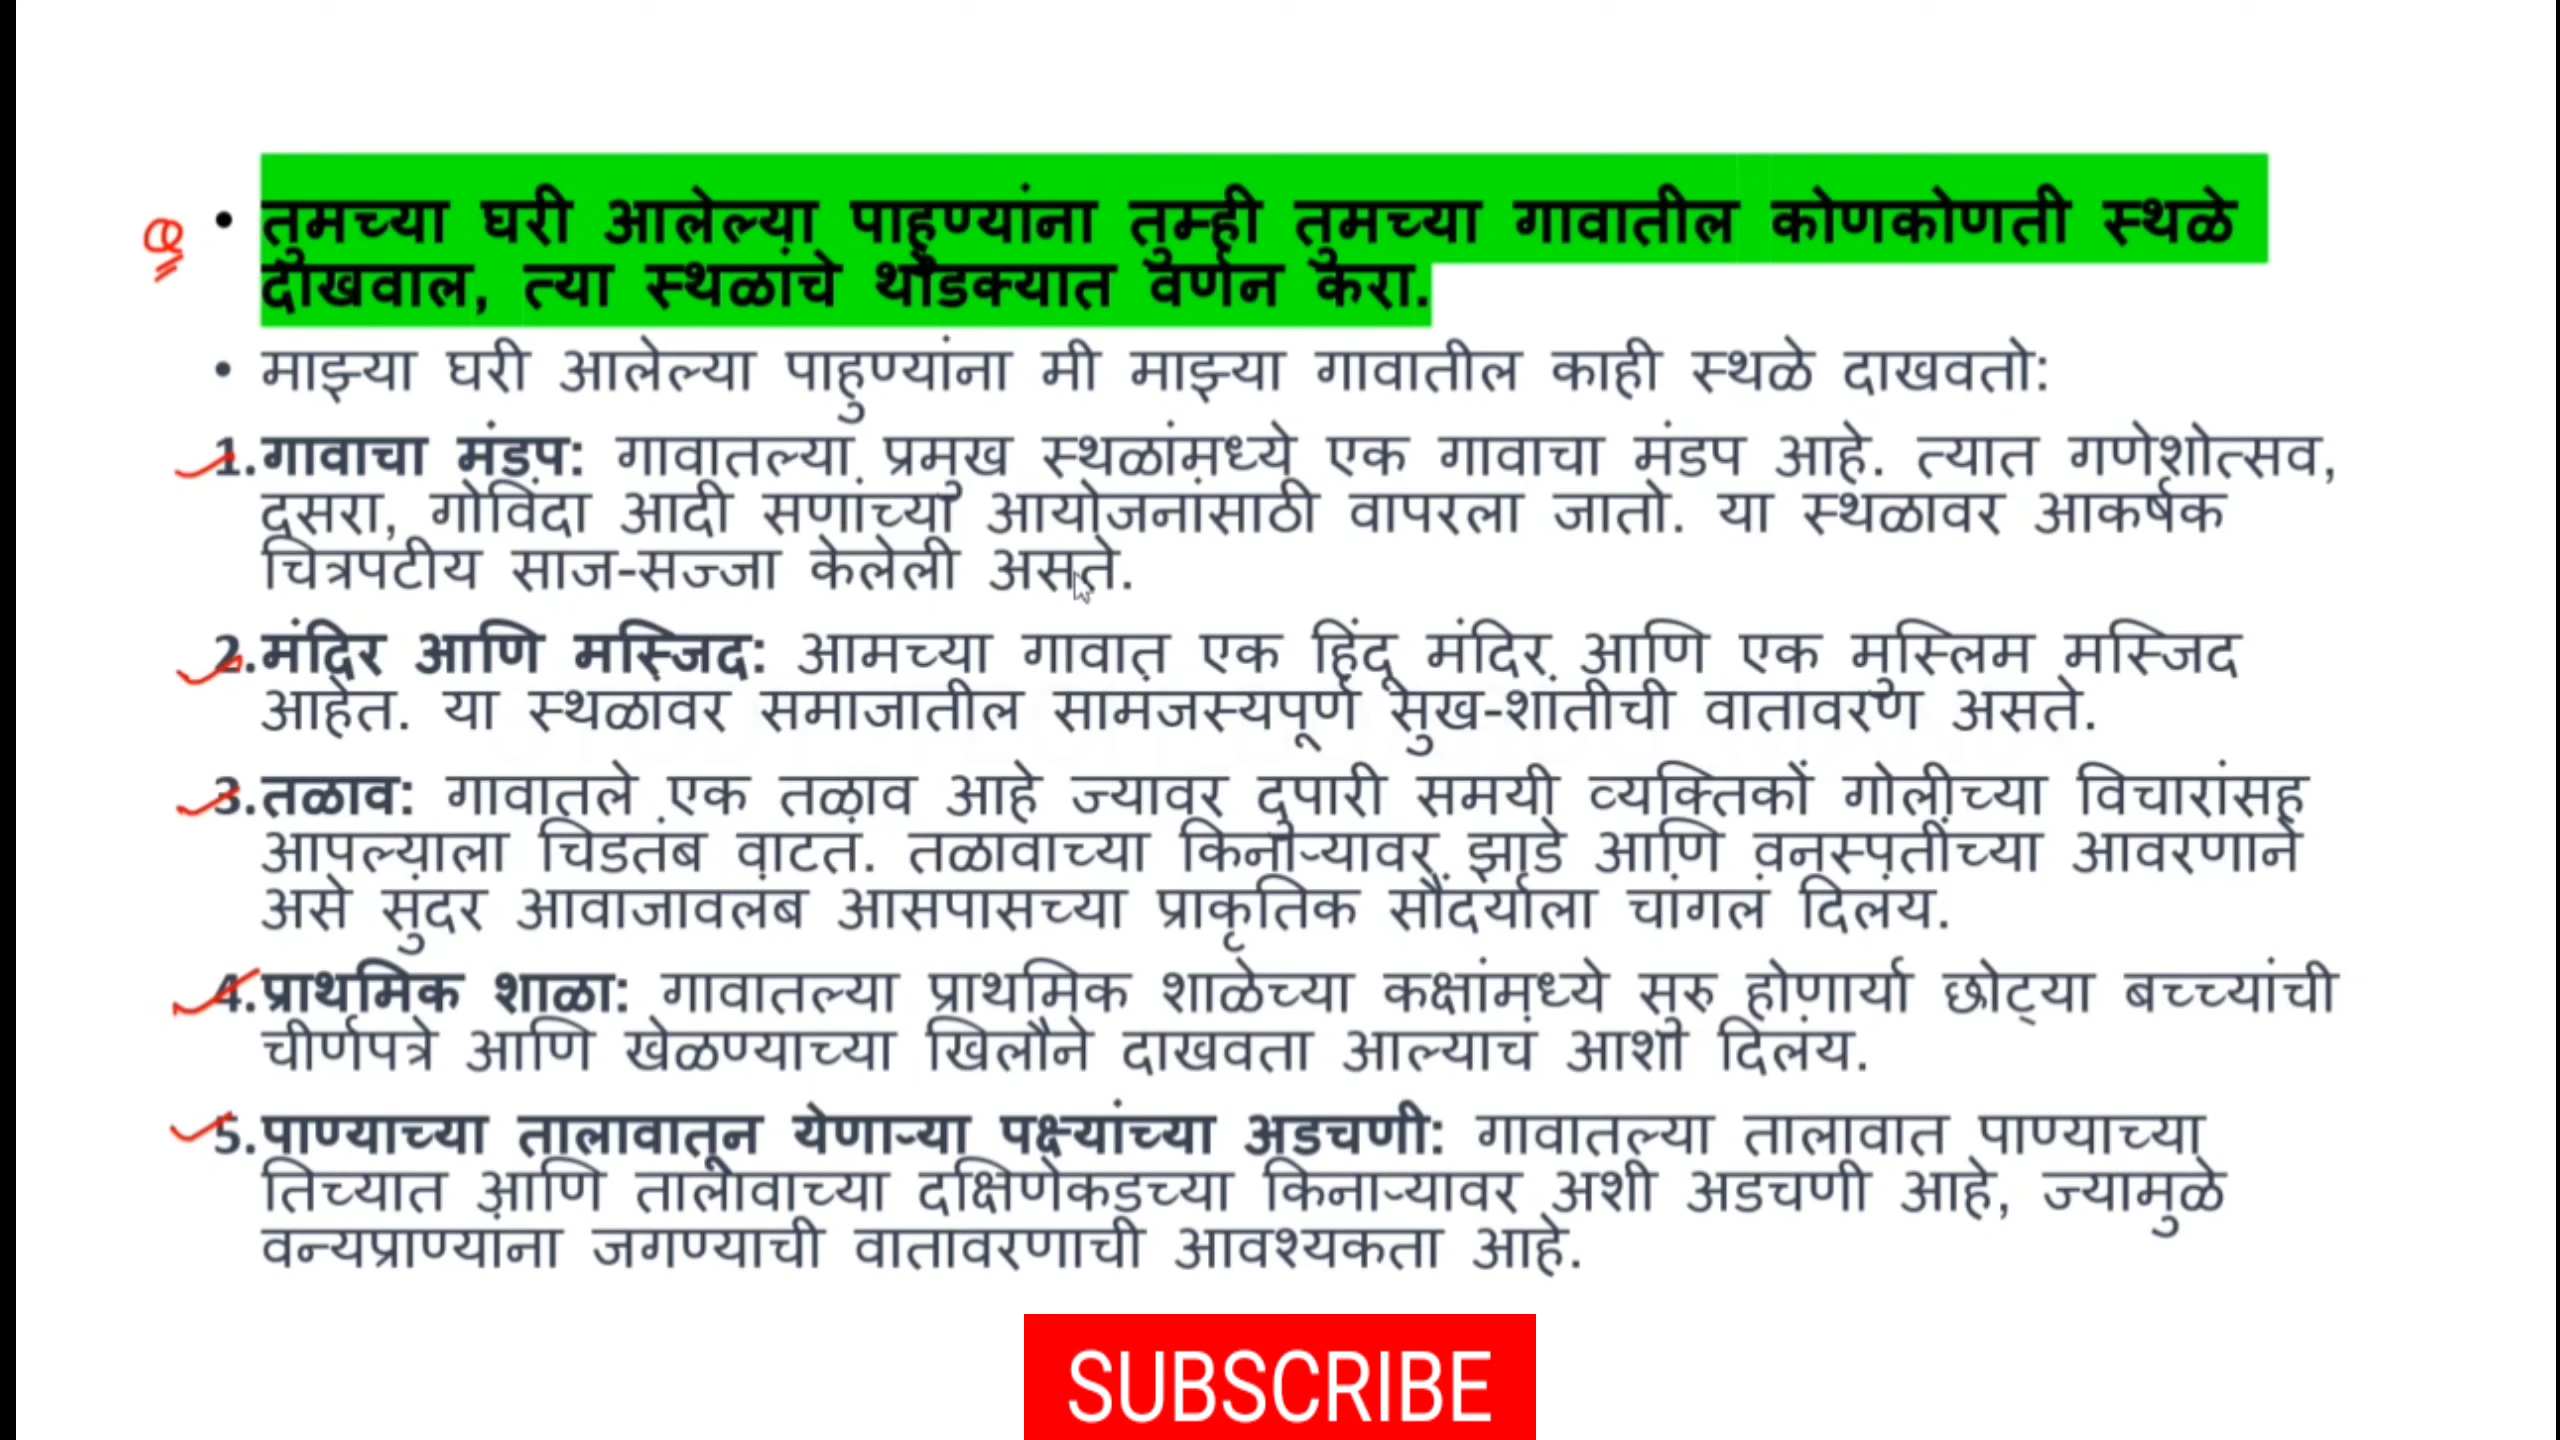 • तुमच्या घरी आलेल्या पाहुण्यांना तुम्ही तुमच्या गावातील कोणकोणती स्थळे
दाखवाल, त्या स्थळांचे थोडक्यात वर्णन करा.
• माझ्या घरी आलेल्या पाहुण्यांना मी माझ्या गावातील काही स्थळे दाखवतो:
1. गावाचा मंडप: गावातल्या प्रमुख स्थळांमध्ये एक गावाचा मंडप आहे. त्यात गणेशोत्सव,
दसरा, गोविंदा आदी सणांच्या आयोजनांसाठी वापरला जातो. या स्थळावर आकर्षक
चित्रपटीय साज-सज्जा केलेली असते.
2. मंदिर आणि मस्जिद: आमच्या गावात एक हिंदू मंदिर आणि एक मुस्लिम मस्जिद
आहेत. या स्थळांवर समाजातील सामंजस्यपूर्ण सुख-शांतीची वातावरण असते.
3. तळाव: गावातले एक तळाव आहे ज्यावर दुपारी समयी व्यक्तिकों गोलींच्या विचारांसह
आपल्याला चिडतंब वाटतं. तळावाच्या किनाऱ्यावर झाडे आणि वनस्पतींच्या आवरणाने
असे सुंदर आवाजावलंब आसपासच्या प्राकृतिक सौंदर्याला चांगलं दिलंय.
4. प्राथमिक शाळा: गावातल्या प्राथमिक शाळेच्या कक्षांमध्ये सुरु होणार्या छोट्या बच्च्यांची
चीर्णपत्रे आणि खेळण्याच्या खिलौने दाखवता आल्याचं आशी दिलंय.
5. पाण्याच्या तालावातून येणाऱ्या पक्ष्यांच्या अडचणी: गावातल्या तालावात पाण्याच्या
तिच्यात आणि तालावाच्या दक्षिणेकडच्या किनाऱ्यावर अशी अडचणी आहे, ज्यामुळे
वन्यप्राण्यांना जगण्याची वातावरणाची आवश्यकता आहे.
SUBSCRIBE